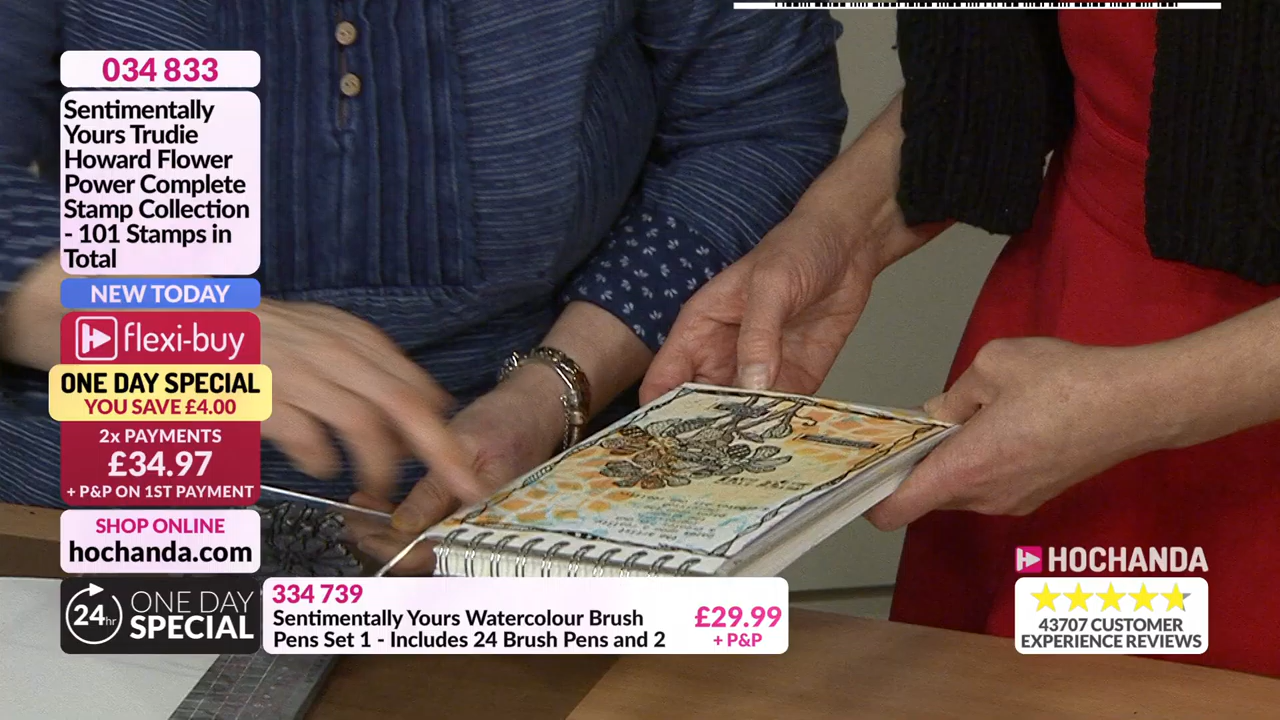 034 833
Sentimentally
Yours Trudie
Howard Flower
Power Complete
Stamp Collection
- 101 Stamps in
Total
NEW TODAY
flexi-buy
ONE DAY SPECIAL
YOU SAVE £4.00
2x PAYMENTS
£34.97
+ P&P ON 1ST PAYMENT
SHOP ONLINE
hochanda.com
24hr
ONE DAY
SPECIAL
334 739
Sentimentally Yours Watercolour Brush
Pens Set 1 - Includes 24 Brush Pens and 2
£29.99
+ P&P
HOCHANDA
43707 CUSTOMER
EXPERIENCE REVIEWS